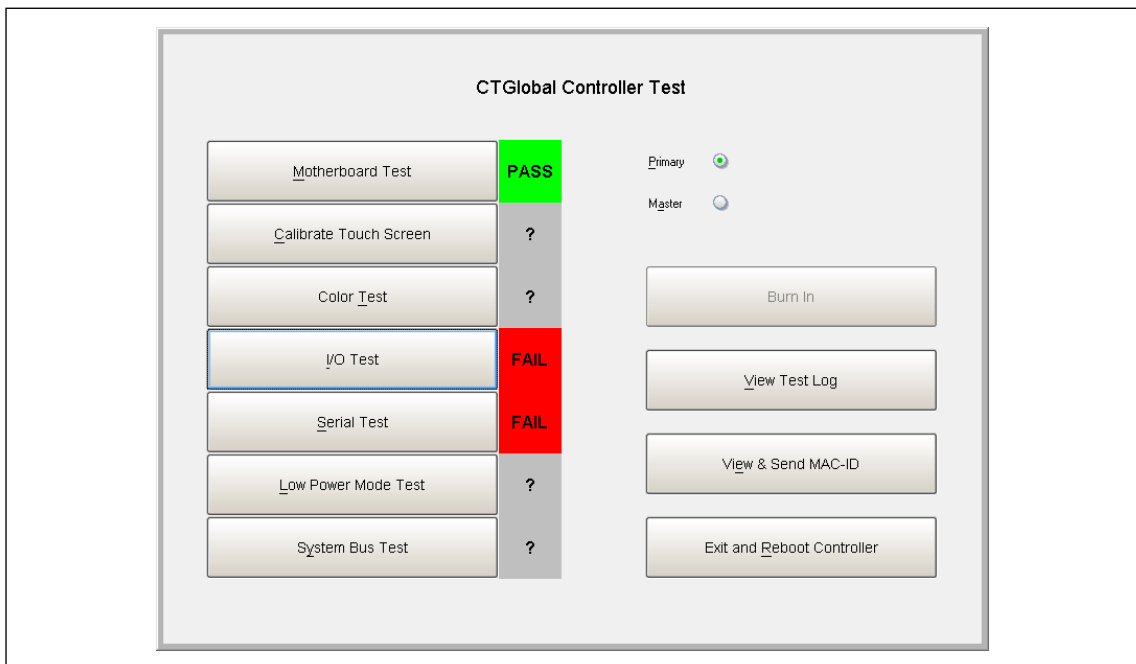 CTGlobal Controller Test
Motherboard Test PASS
Calibrate Touch Screen ?
Color Test ?
I/O Test FAIL
Serial Test FAIL
Low Power Mode Test ?
System Bus Test ?
Primary
Master
Burn In
View Test Log
View & Send MAC-ID
Exit and Reboot Controller